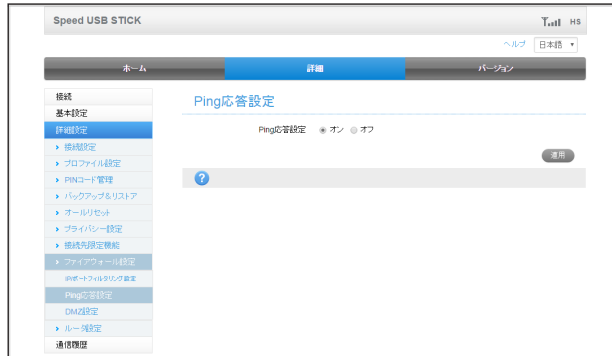 Speed USB STICK
HS
ヘルプ 日本語
ホーム 詳細 バージョン
接続
基本設定
詳細設定
接続設定
プロファイル設定
PINコード管理
バックアップ&リストア
オールリセット
プライバシー設定
接続先限定機能
ファイアウォール設定
IP/ポートフィルタリング設定
Ping応答設定
DMZ設定
ルータ設定
通信履歴
Ping応答設定
Ping応答設定 オン オフ
適用
?